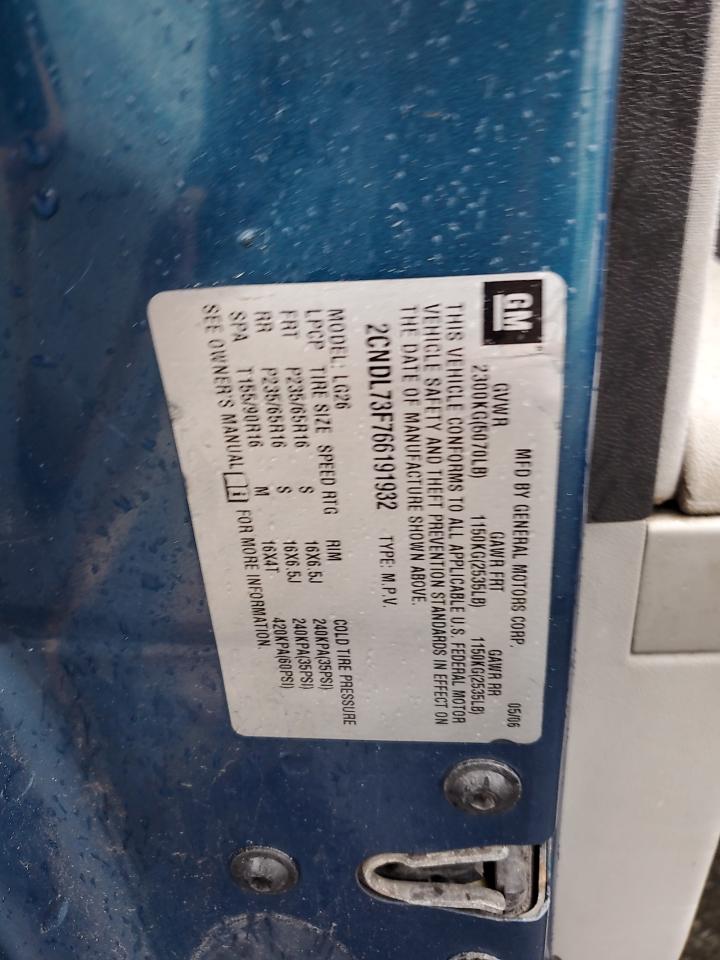 GM
MFD BY GENERAL MOTORS CORP. 05/06
GVWR GAWR FRT GAWR RR
2300KG(5070LB) 1150KG(2535LB) 1150KG(2535LB)
THIS VEHICLE CONFORMS TO ALL APPLICABLE U.S. FEDERAL MOTOR
VEHICLE SAFETY AND THEFT PREVENTION STANDARDS IN EFFECT ON
THE DATE OF MANUFACTURE SHOWN ABOVE.
2CNDL73F766191932 TYPE: M.P.V.
MODEL: LG26
LPCP TIRE SIZE SPEED RTG RIM COLD TIRE PRESSURE
FRT P235/65R16 S 16X6.5J 240KPA(35PSI)
RR P235/65R16 S 16X6.5J 240KPA(35PSI)
SPA T155/90R16 M 16X4T 420KPA(60PSI)
SEE OWNER'S MANUAL FOR MORE INFORMATION.